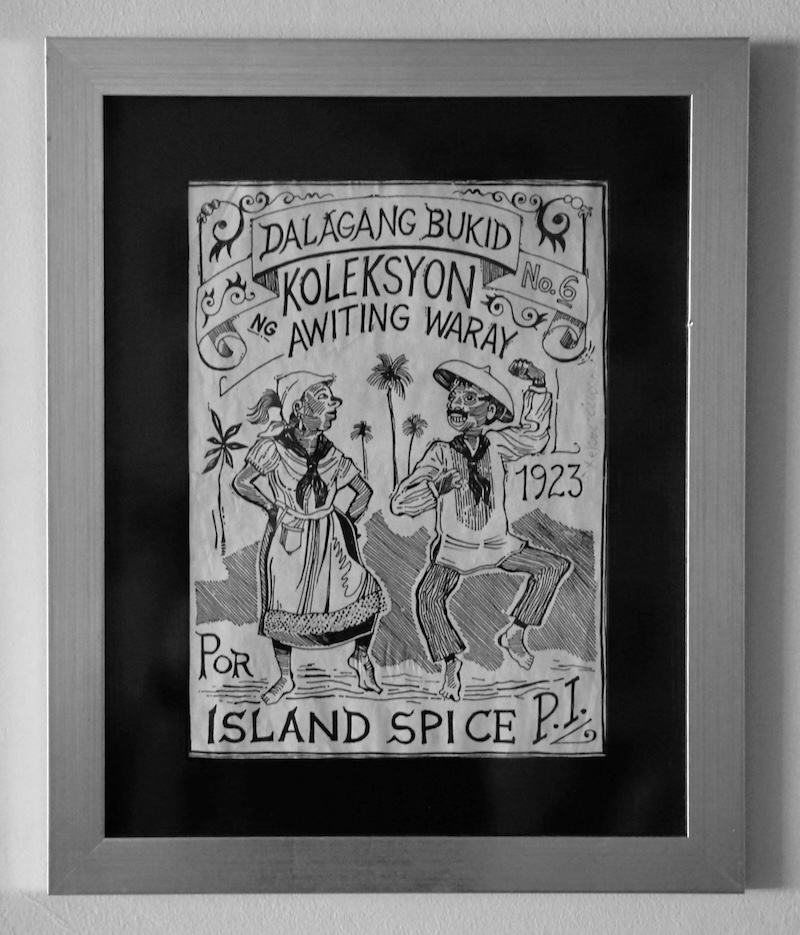 DALAGANG BUKID
No. 6
KOLEKSYON
NG AWITING WARAY
1923
POR
ISLAND SPICE P.I.